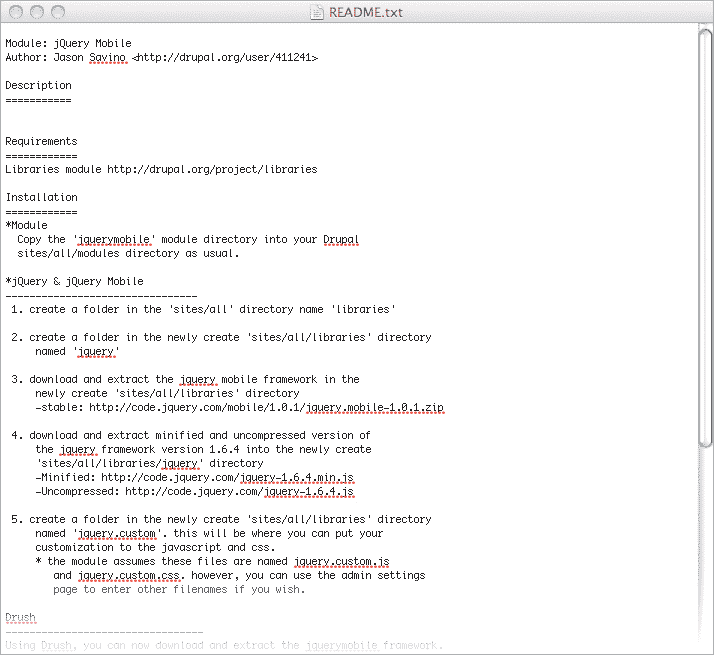 README.txt
Module: jQuery Mobile
Author: Jason Savino <http://drupal.org/user/411241>
Description
===========
Requirements
============
Libraries module http://drupal.org/project/libraries
Installation
============
*Module
Copy the 'jquerymobile' module directory into your Drupal
sites/all/modules directory as usual.
*jQuery & jQuery Mobile
--------------------------------
1. create a folder in the 'sites/all' directory name 'libraries'
2. create a folder in the newly create 'sites/all/libraries' directory
named 'jquery'
3. download and extract the jquery mobile framework in the
newly create 'sites/all/libraries' directory
-stable: http://code.jquery.com/mobile/1.0.1/jquery.mobile-1.0.1.zip
4. download and extract minified and uncompressed version of
the jquery framework version 1.6.4 into the newly create
'sites/all/libraries/jquery' directory
-Minified: http://code.jquery.com/jquery-1.6.4.min.js
-Uncompressed: http://code.jquery.com/jquery-1.6.4.js
5. create a folder in the newly create 'sites/all/libraries' directory
named 'jquery.custom'. this will be where you can put your
customization to the javascript and css.
* the module assumes these files are named jquery.custom.js
and jquery.custom.css. however, you can use the admin settings
page to enter other filenames if you wish.
Drush
---------------------------------
Using Drush, you can now download and extract the jquerymobile framework.